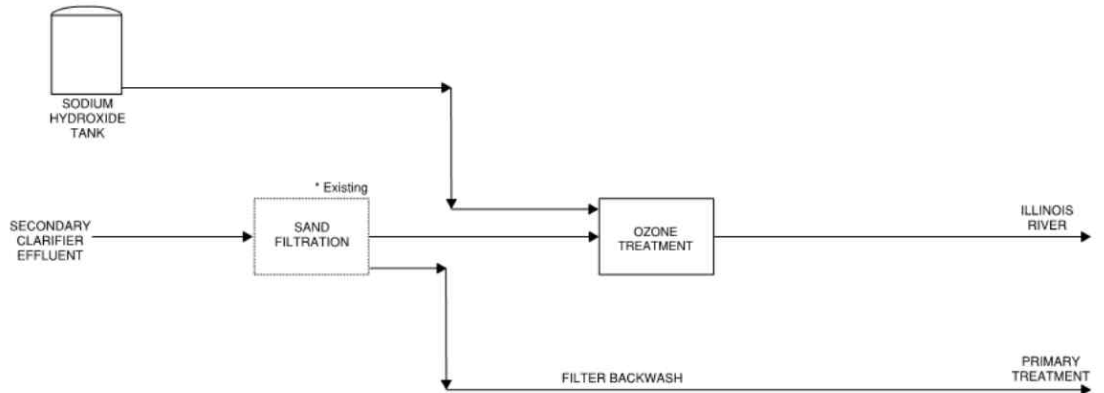 SODIUM
HYDROXIDE
TANK
* Existing
SECONDARY
CLARIFIER
EFFLUENT
SAND
FILTRATION
OZONE
TREATMENT
ILLINOIS
RIVER
FILTER BACKWASH
PRIMARY
TREATMENT